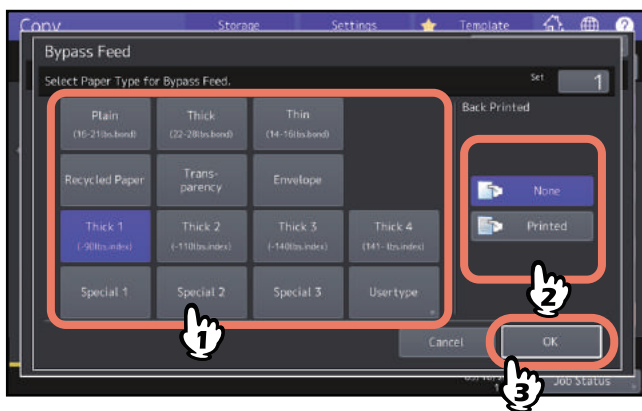 Copy Storage Settings Template
Bypass Feed
Select Paper Type for Bypass Feed.
Set 1
Plain
(16-21lbs.bond)
Thick
(22-28lbs.bond)
Thin
(14-16lbs.bond)
Back Printed
Recycled Paper
Trans-
parency
Envelope
None
Thick 1
(-90lbs.index)
Thick 2
(-110lbs.index)
Thick 3
(-140lbs.index)
Thick 4
(141- lbs.index)
Printed
Special 1
Special 2
Special 3
Usertype
1
2
Cancel
OK
3
Job Status